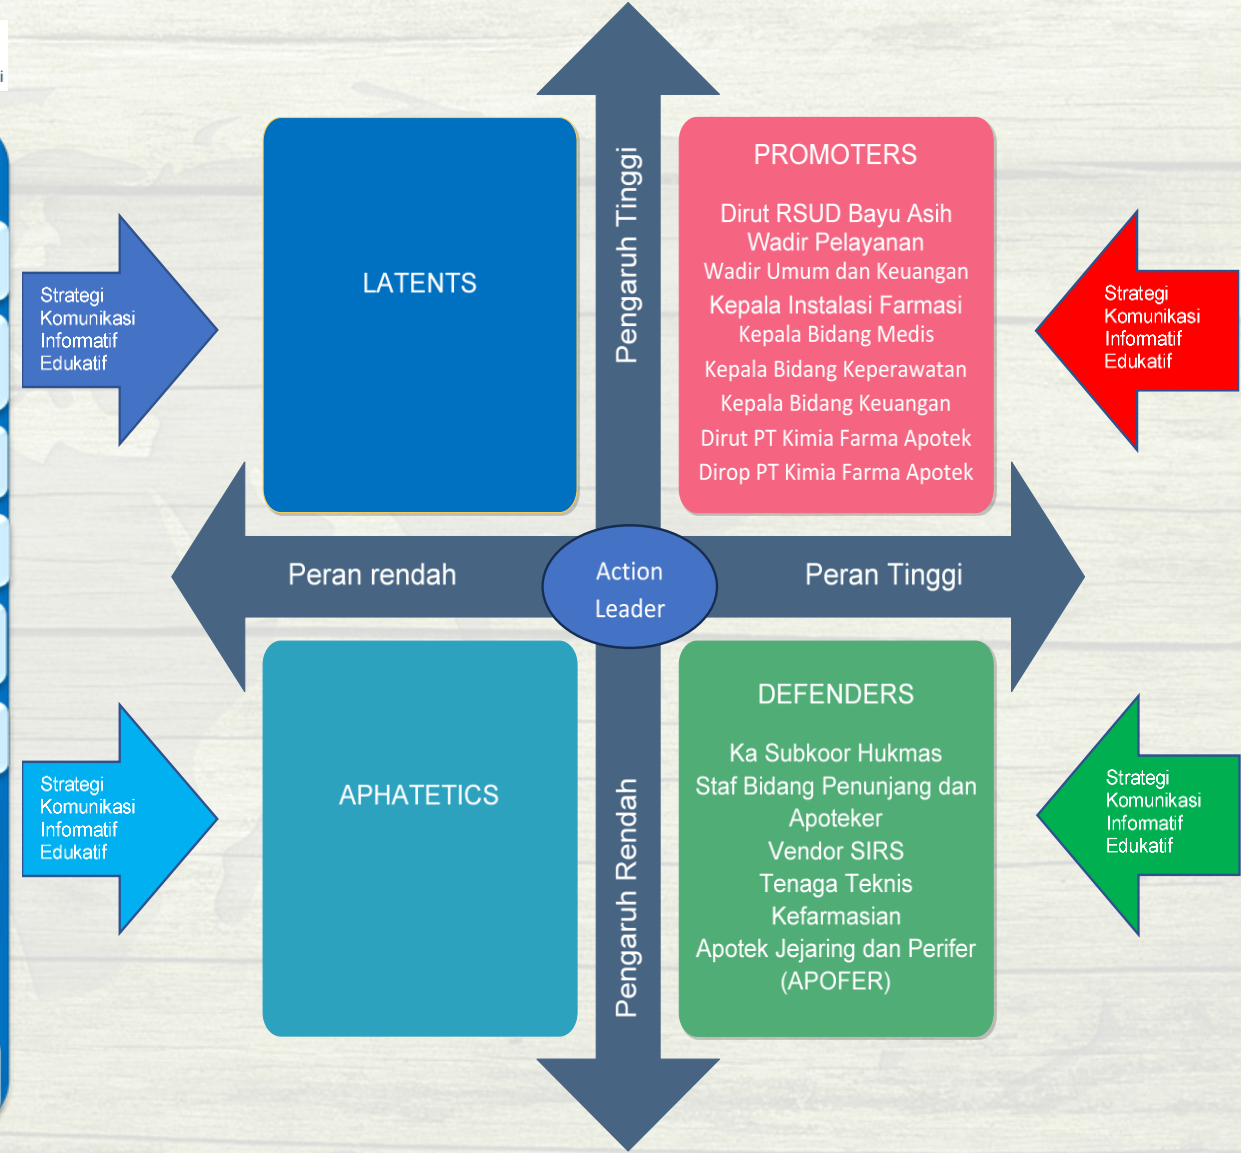 i
Pengaruh Tinggi
LATENTS
PROMOTERS
Dirut RSUD Bayu Asih
Wadir Pelayanan
Wadir Umum dan Keuangan
Kepala Instalasi Farmasi
Kepala Bidang Medis
Kepala Bidang Keperawatan
Kepala Bidang Keuangan
Dirut PT Kimia Farma Apotek
Dirop PT Kimia Farma Apotek
Strategi
Komunikasi
Informatif
Edukatif
Strategi
Komunikasi
Informatif
Edukatif
Peran rendah
Action
Leader
Peran Tinggi
APHATETICS
Pengaruh Rendah
DEFENDERS
Ka Subkoor Hukmas
Staf Bidang Penunjang dan
Apoteker
Vendor SIRS
Tenaga Teknis
Kefarmasian
Apotek Jejaring dan Perifer
(APOFER)
Strategi
Komunikasi
Informatif
Edukatif
Strategi
Komunikasi
Informatif
Edukatif